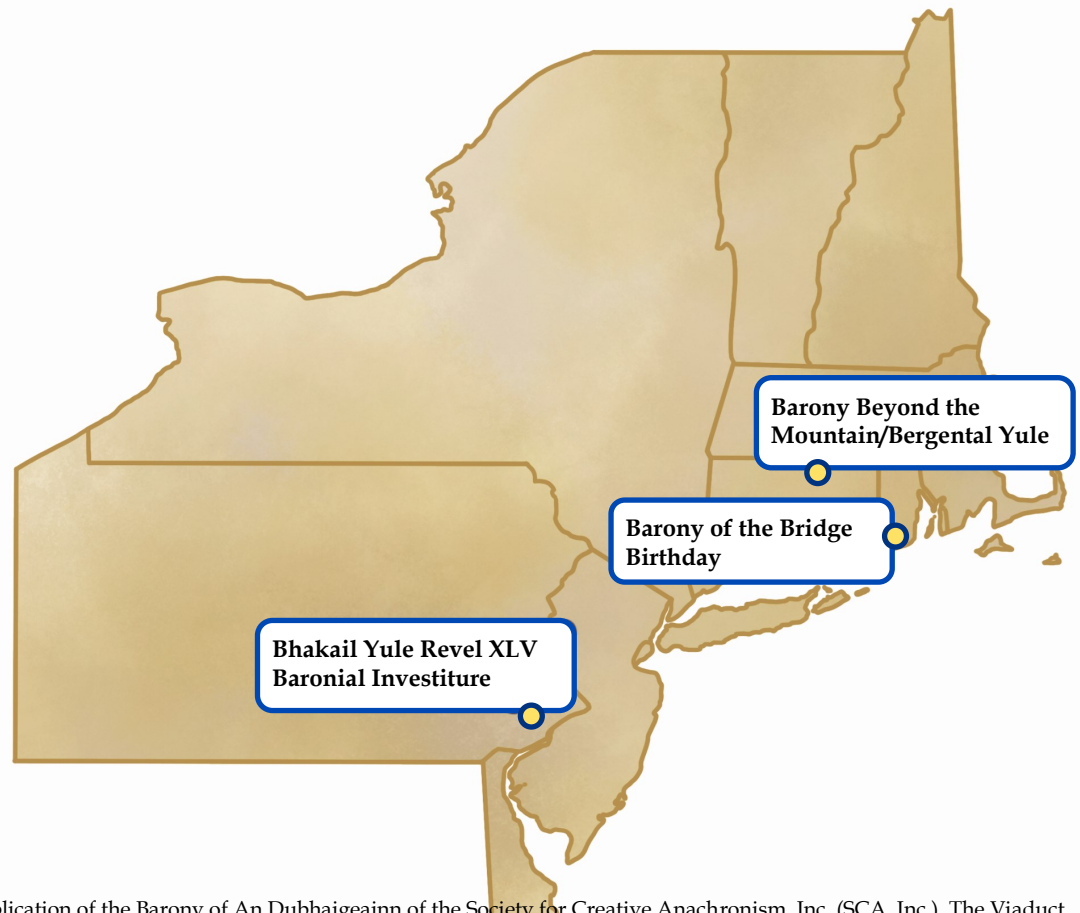 Barony Beyond the
Mountain/Bergental Yule
Barony of the Bridge
Birthday
Bhakail Yule Revel XLV
Baronial Investiture
of the Barony of An Dubhaigeainn of the Society for Creative Anachronism, Inc. (SCA, Inc.). The Viaduct